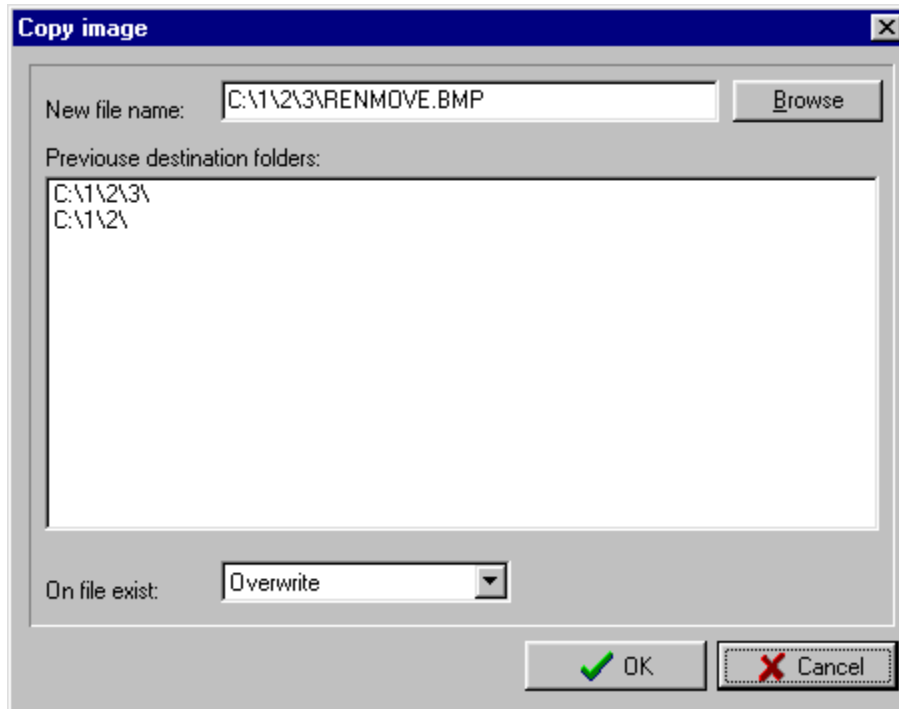 Copy image
New file name: C:\1\2\3\RENMOVE.BMP Browse
Previouse destination folders:
C:\1\2\3\
C:\1\2\
On file exist: Overwrite
OK Cancel